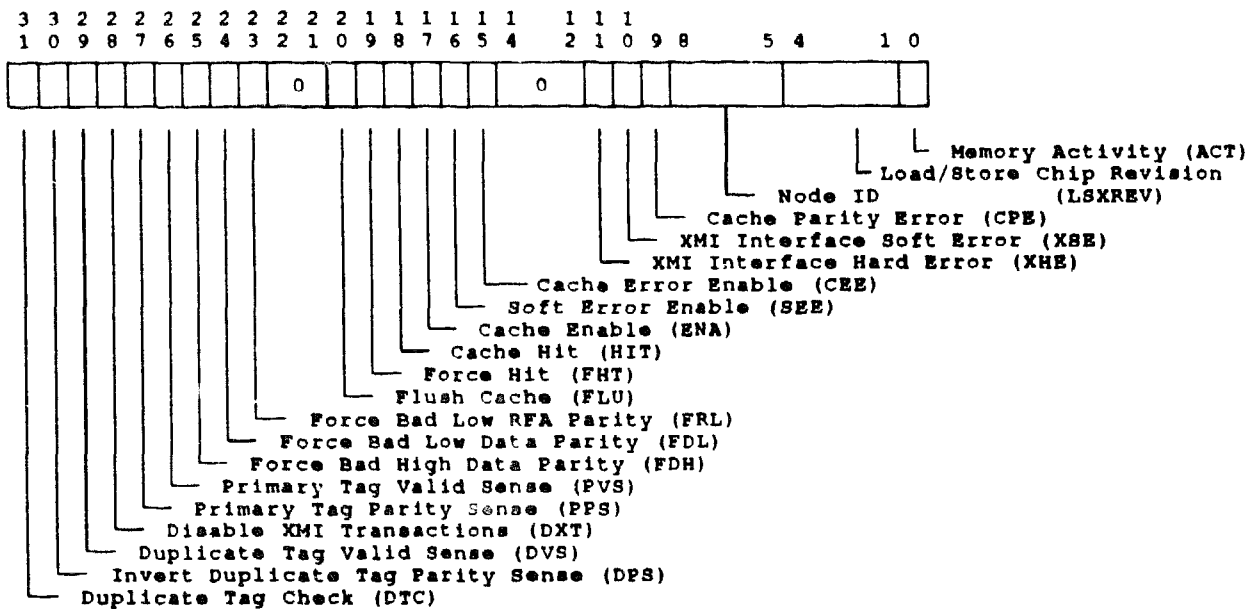 3 3 2 2 2 2 2 2 2 2 2 2 1 1 1 1 1 1 1 1 1
1 0 9 8 7 6 5 4 3 2 1 0 9 8 7 6 5 4 2 1 0 9 8 5 4 1 0
0 0
Memory Activity (ACT)
Load/Store Chip Revision
Node ID (LSXREV)
Cache Parity Error (CPE)
XMI Interface Soft Error (XSE)
XMI Interface Hard Error (XHE)
Cache Error Enable (CEE)
Soft Error Enable (SEE)
Cache Enable (ENA)
Cache Hit (HIT)
Force Hit (FHT)
Flush Cache (FLU)
Force Bad Low RFA Parity (FRL)
Force Bad Low Data Parity (FDL)
Force Bad High Data Parity (FDH)
Primary Tag Valid Sense (PVS)
Primary Tag Parity Sense (PPS)
Disable XMI Transactions (DXT)
Duplicate Tag Valid Sense (DVS)
Invert Duplicate Tag Parity Sense (DPS)
Duplicate Tag Check (DTC)